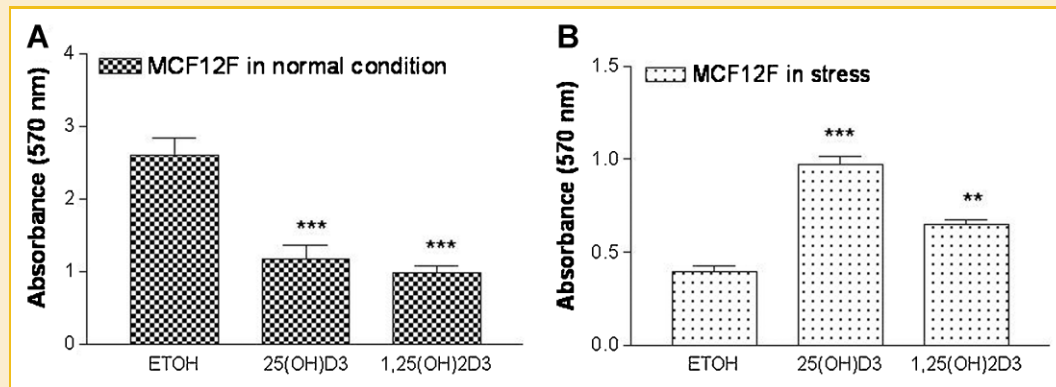 A
Absorbance (570 nm)
4
3
2
1
0
MCF12F in normal condition
***
***
ETOH
25(OH)D3
1,25(OH)2D3
B
Absorbance (570 nm)
1.5
1.0
0.5
0.0
MCF12F in stress
***
**
ETOH
25(OH)D3
1,25(OH)2D3